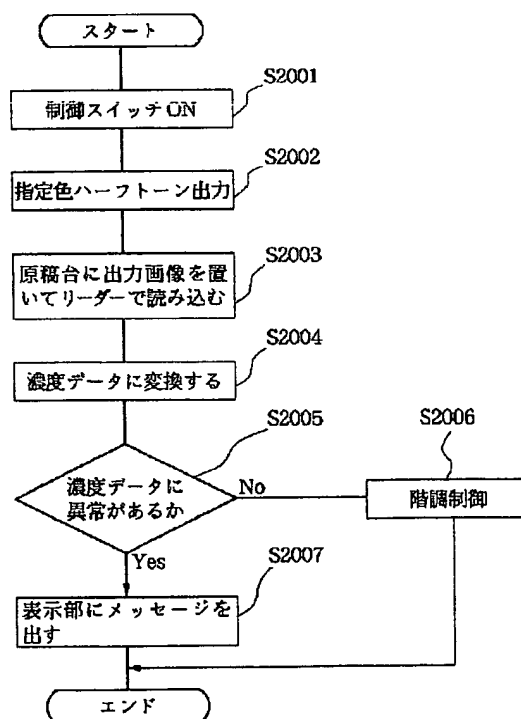 スタート
S2001
制御スイッチON
S2002
指定色ハーフトーン出力
S2003
原稿台に出力画像を置
いてリーダーで読み込む
S2004
濃度データに変換する
S2005
濃度データに
異常があるか
No
S2006
階調制御
Yes
S2007
表示部にメッセージを
出す
エンド